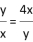 y/x = 4x/y